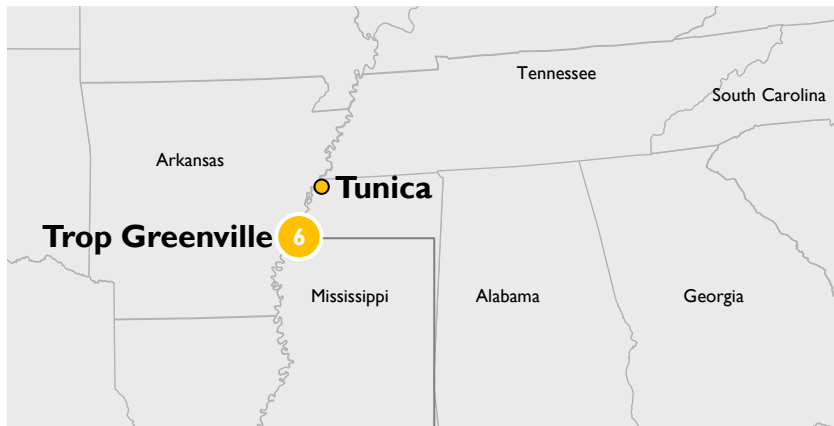 Tennessee
South Carolina
Arkansas
Tunica
Trop Greenville 6
Mississippi
Alabama
Georgia